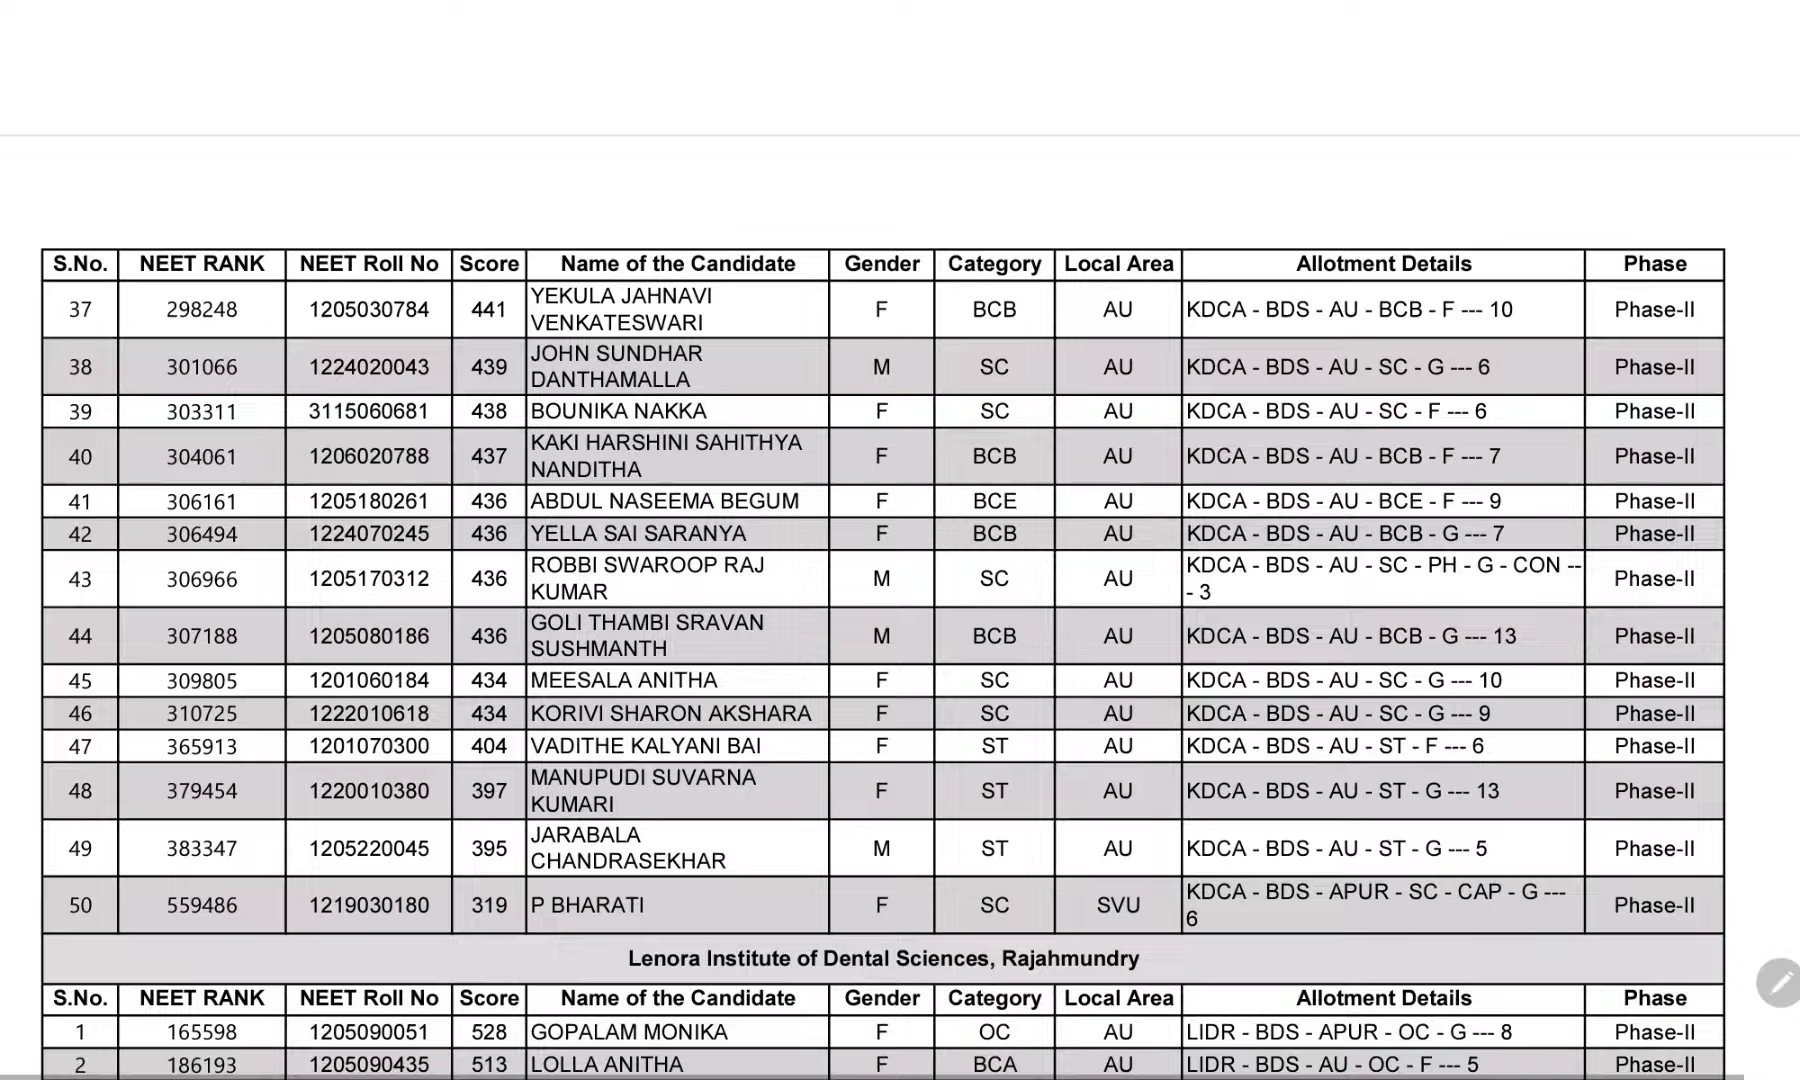 S.No. NEET RANK NEET Roll No Score Name of the Candidate Gender Category Local Area Allotment Details Phase
37 298248 1205030784 441 YEKULA JAHNAVI VENKATESWARI F BCB AU KDCA - BDS - AU - BCB - F --- 10 Phase-II
38 301066 1224020043 439 JOHN SUNDHAR DANTHAMALLA M SC AU KDCA - BDS - AU - SC - G --- 6 Phase-II
39 303311 3115060681 438 BOUNIKA NAKKA F SC AU KDCA - BDS - AU - SC - F --- 6 Phase-II
40 304061 1206020788 437 KAKI HARSHINI SAHITHYA NANDITHA F BCB AU KDCA - BDS - AU - BCB - F --- 7 Phase-II
41 306161 1205180261 436 ABDUL NASEEMA BEGUM F BCE AU KDCA - BDS - AU - BCE - F --- 9 Phase-II
42 306494 1224070245 436 YELLA SAI SARANYA F BCB AU KDCA - BDS - AU - BCB - G --- 7 Phase-II
43 306966 1205170312 436 ROBBI SWAROOP RAJ KUMAR M SC AU KDCA - BDS - AU - SC - PH - G - CON --- 3 Phase-II
44 307188 1205080186 436 GOLI THAMBI SRAVAN SUSHMANTH M BCB AU KDCA - BDS - AU - BCB - G --- 13 Phase-II
45 309805 1201060184 434 MEESALA ANITHA F SC AU KDCA - BDS - AU - SC - G --- 10 Phase-II
46 310725 1222010618 434 KORIVI SHARON AKSHARA F SC AU KDCA - BDS - AU - SC - G --- 9 Phase-II
47 365913 1201070300 404 VADITHE KALYANI BAI F ST AU KDCA - BDS - AU - ST - F --- 6 Phase-II
48 379454 1220010380 397 MANUPUDI SUVARNA KUMARI F ST AU KDCA - BDS - AU - ST - G --- 13 Phase-II
49 383347 1205220045 395 JARABALA CHANDRASEKHAR M ST AU KDCA - BDS - AU - ST - G --- 5 Phase-II
50 559486 1219030180 319 P BHARATI F SC SVU KDCA - BDS - APUR - SC - CAP - G --- 6 Phase-II
Lenora Institute of Dental Sciences, Rajahmundry
S.No. NEET RANK NEET Roll No Score Name of the Candidate Gender Category Local Area Allotment Details Phase
1 165598 1205090051 528 GOPALAM MONIKA F OC AU LIDR - BDS - APUR - OC - G --- 8 Phase-II
2 186193 1205090435 513 LOLLA ANITHA F BCA AU LIDR - BDS - AU - OC - F --- 5 Phase-II